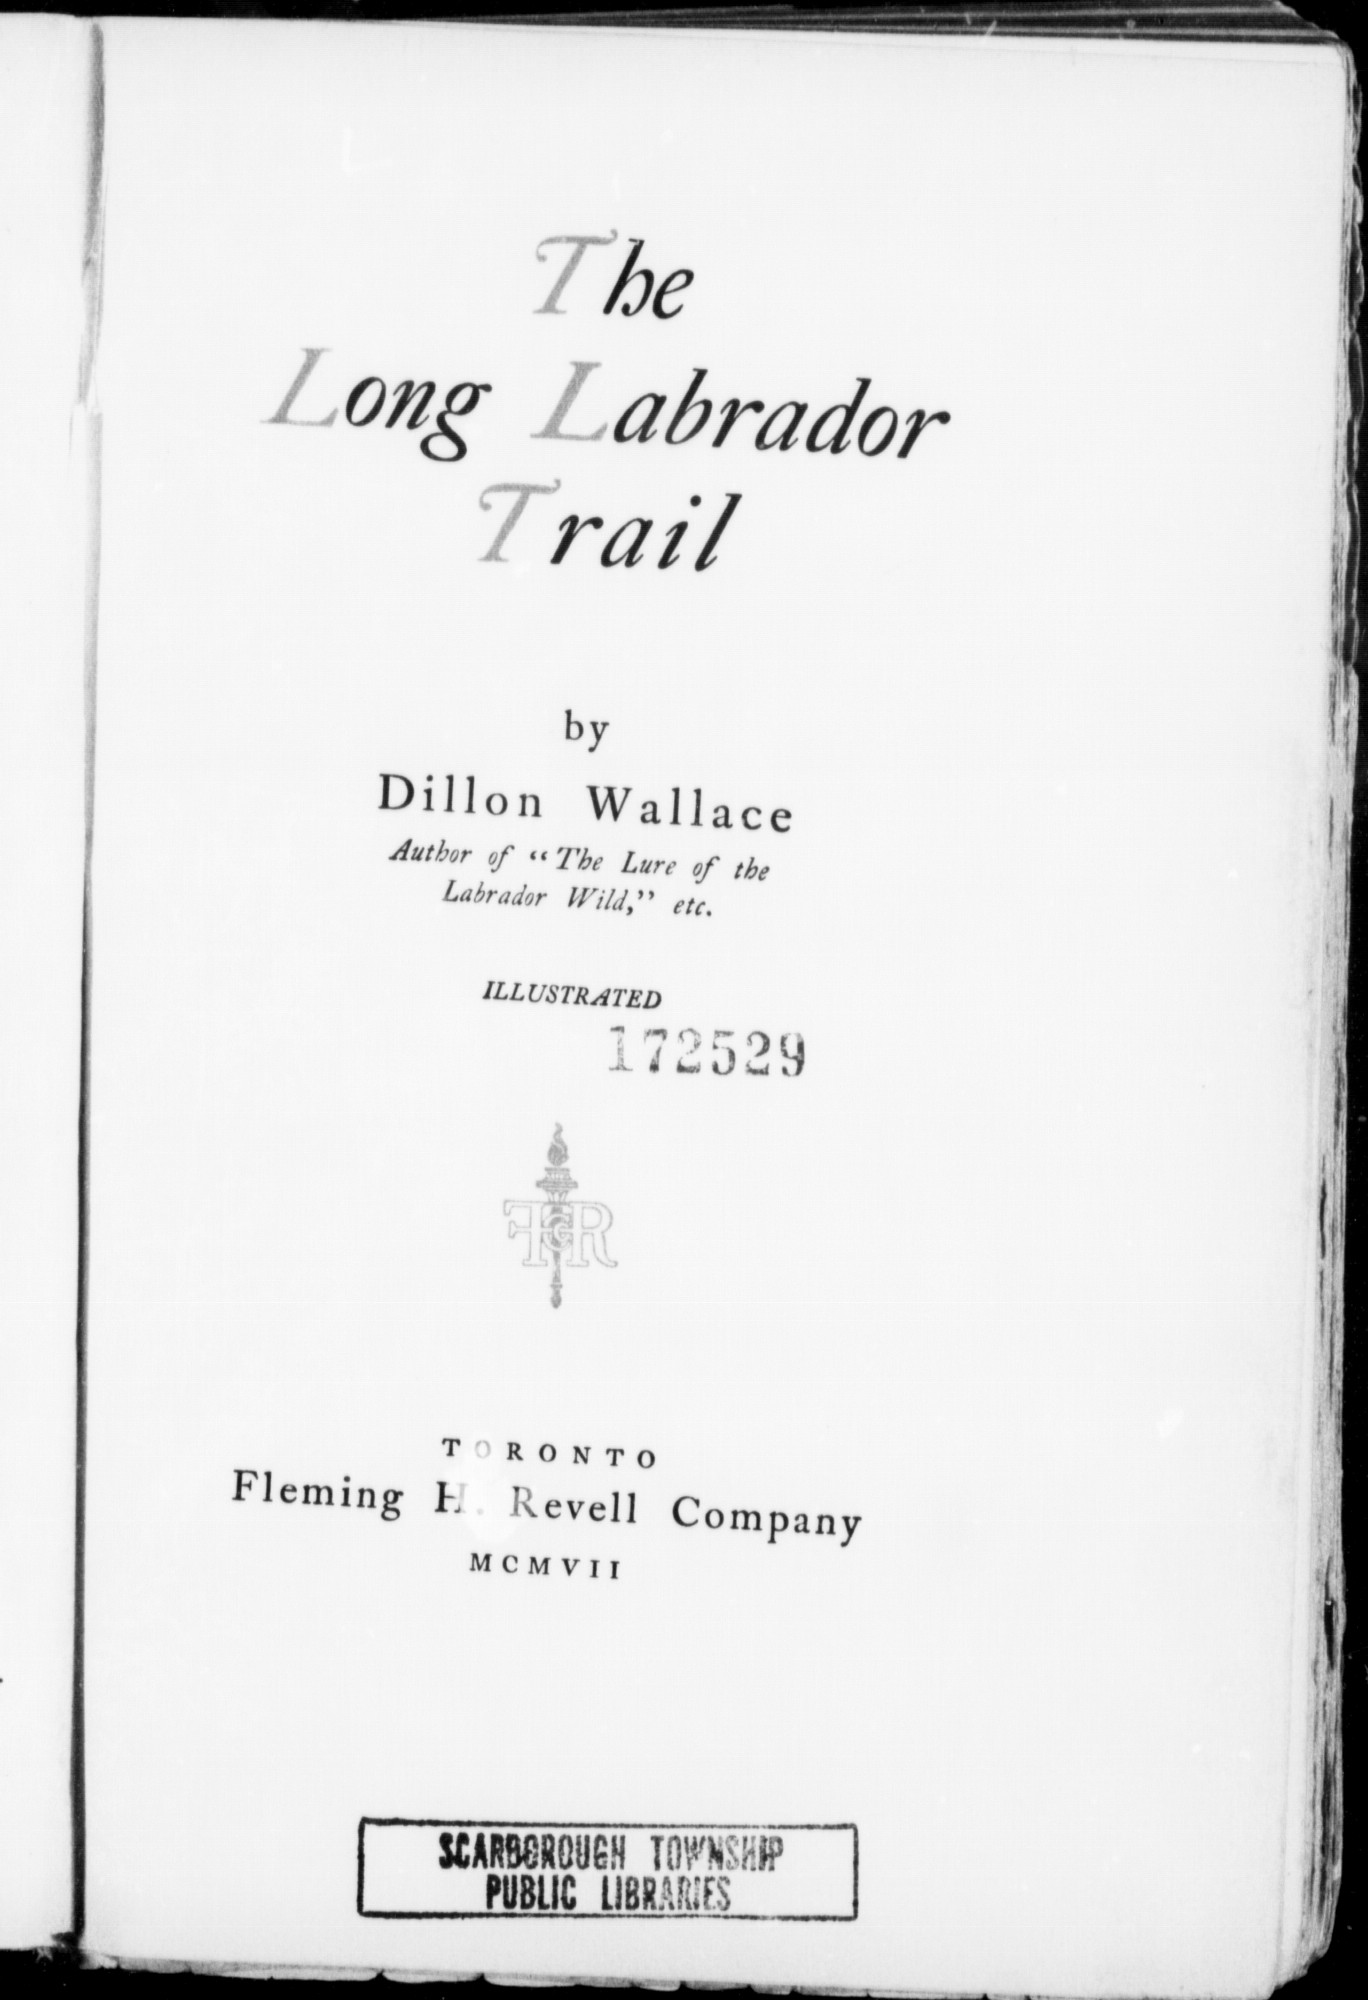 The
Long Labrador
Trail
by
Dillon Wallace
Author of “The Lure of the
Labrador Wild,” etc.
ILLUSTRATED
172529
FHR
TORONTO
Fleming H. Revell Company
MCMVII
SCARBOROUGH TOWNSHIP
PUBLIC LIBRARIES